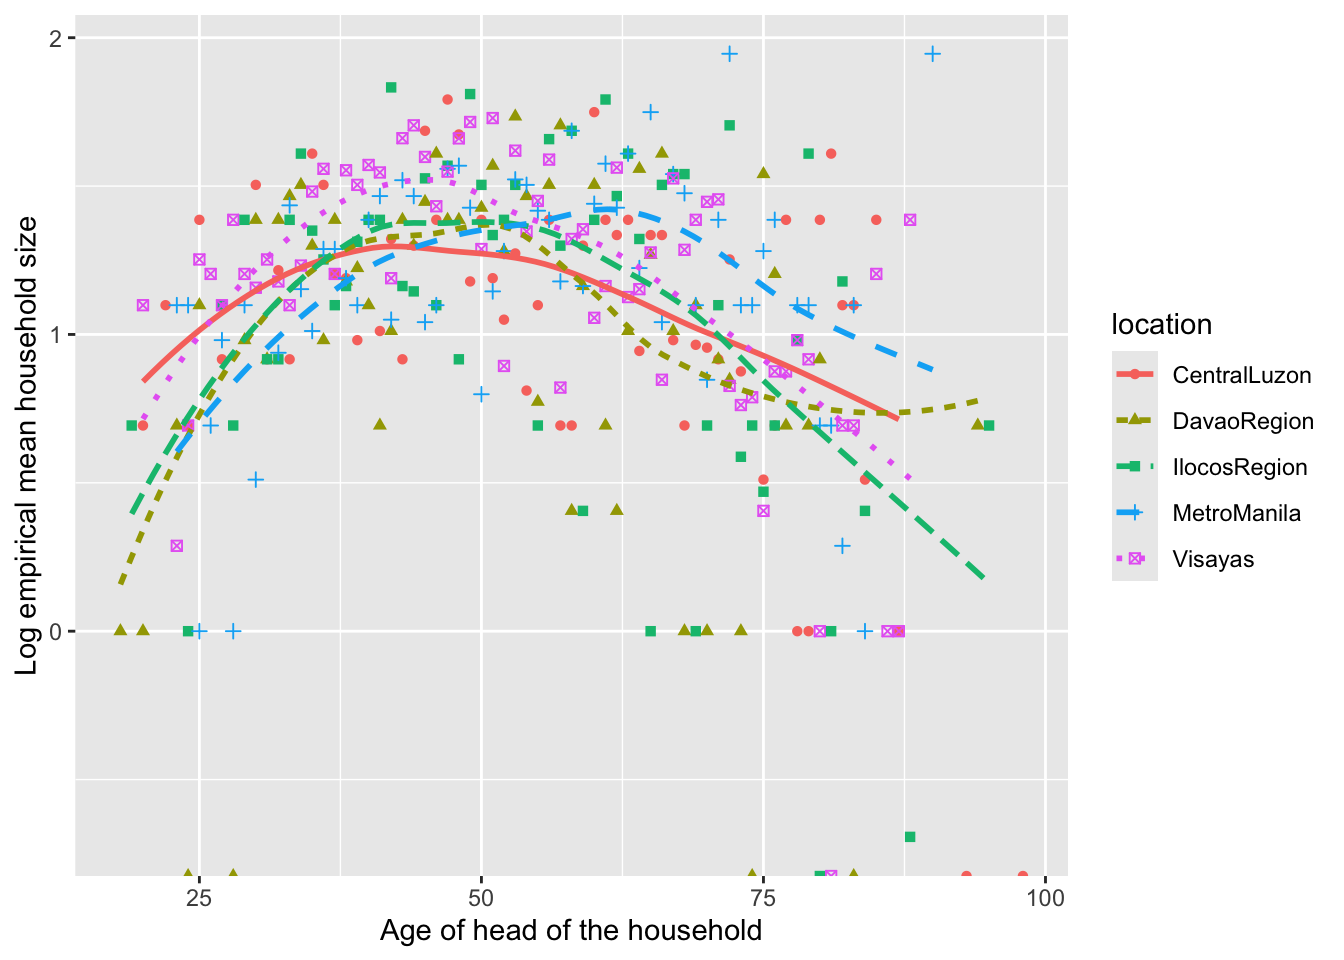 2
1
0
25
50
75
100
Age of head of the household
Log empirical mean household size
location
CentralLuzon
DavaoRegion
IlocosRegion
MetroManila
Visayas